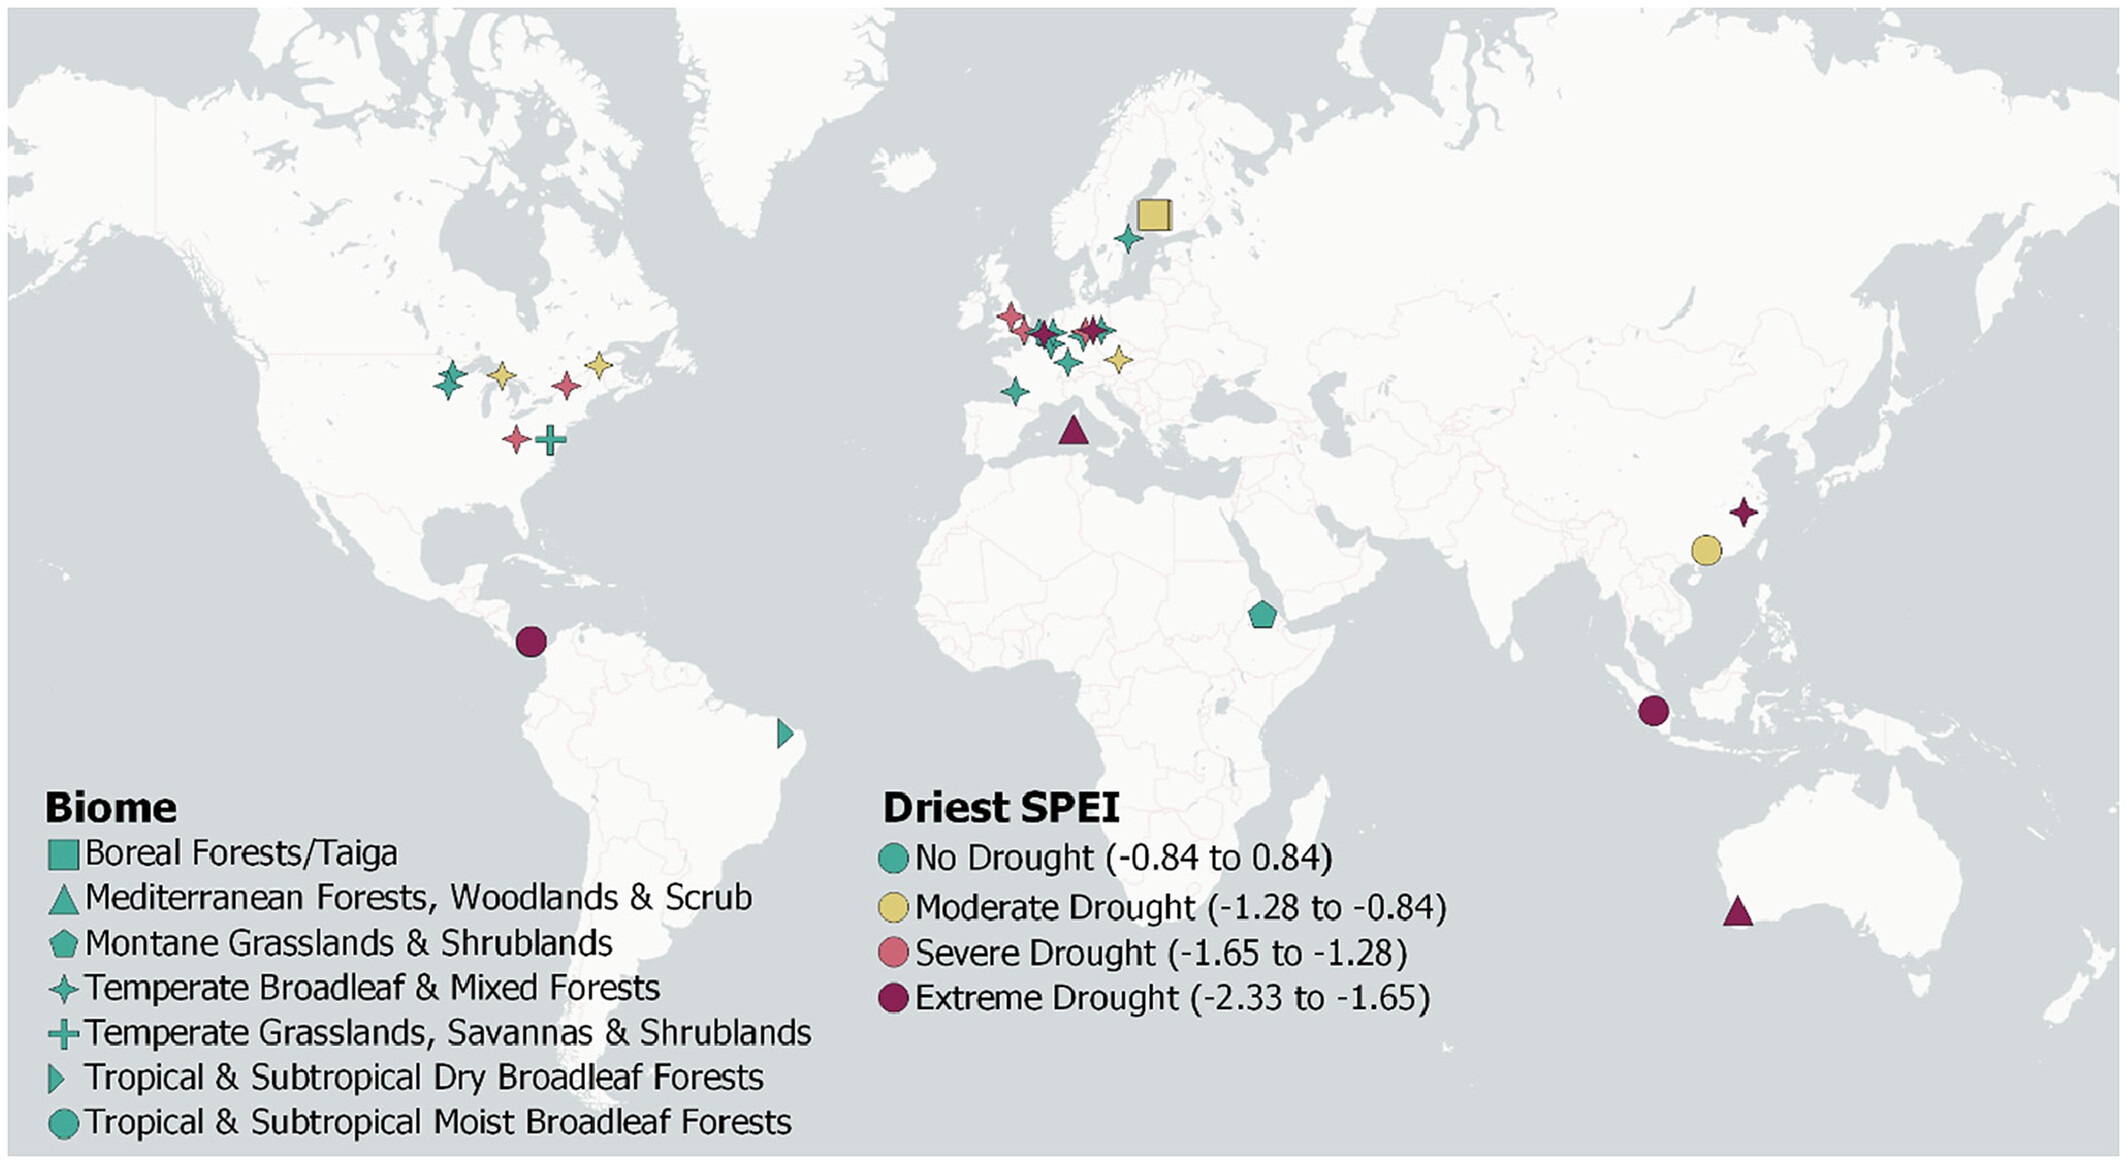 Biome
Boreal Forests/Taiga
Mediterranean Forests, Woodlands & Scrub
Montane Grasslands & Shrublands
Temperate Broadleaf & Mixed Forests
Temperate Grasslands, Savannas & Shrublands
Tropical & Subtropical Dry Broadleaf Forests
Tropical & Subtropical Moist Broadleaf Forests
Driest SPEI
No Drought (-0.84 to 0.84)
Moderate Drought (-1.28 to -0.84)
Severe Drought (-1.65 to -1.28)
Extreme Drought (-2.33 to -1.65)